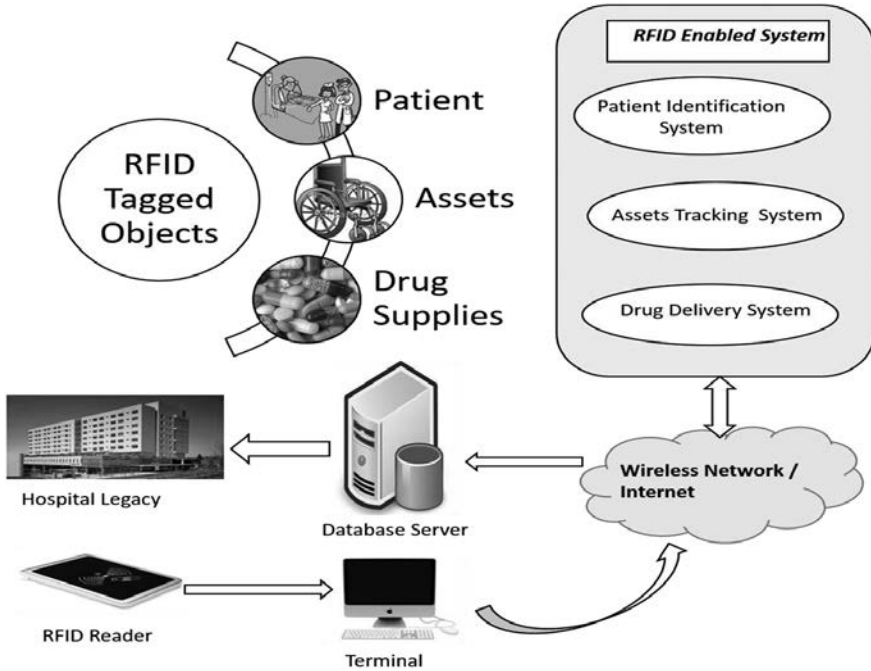 RFID
Tagged
Objects
Patient
Assets
Drug
Supplies
RFID Enabled System
Patient Identification
System
Assets Tracking System
Drug Delivery System
Wireless Network /
Internet
Database Server
Hospital Legacy
RFID Reader
Terminal